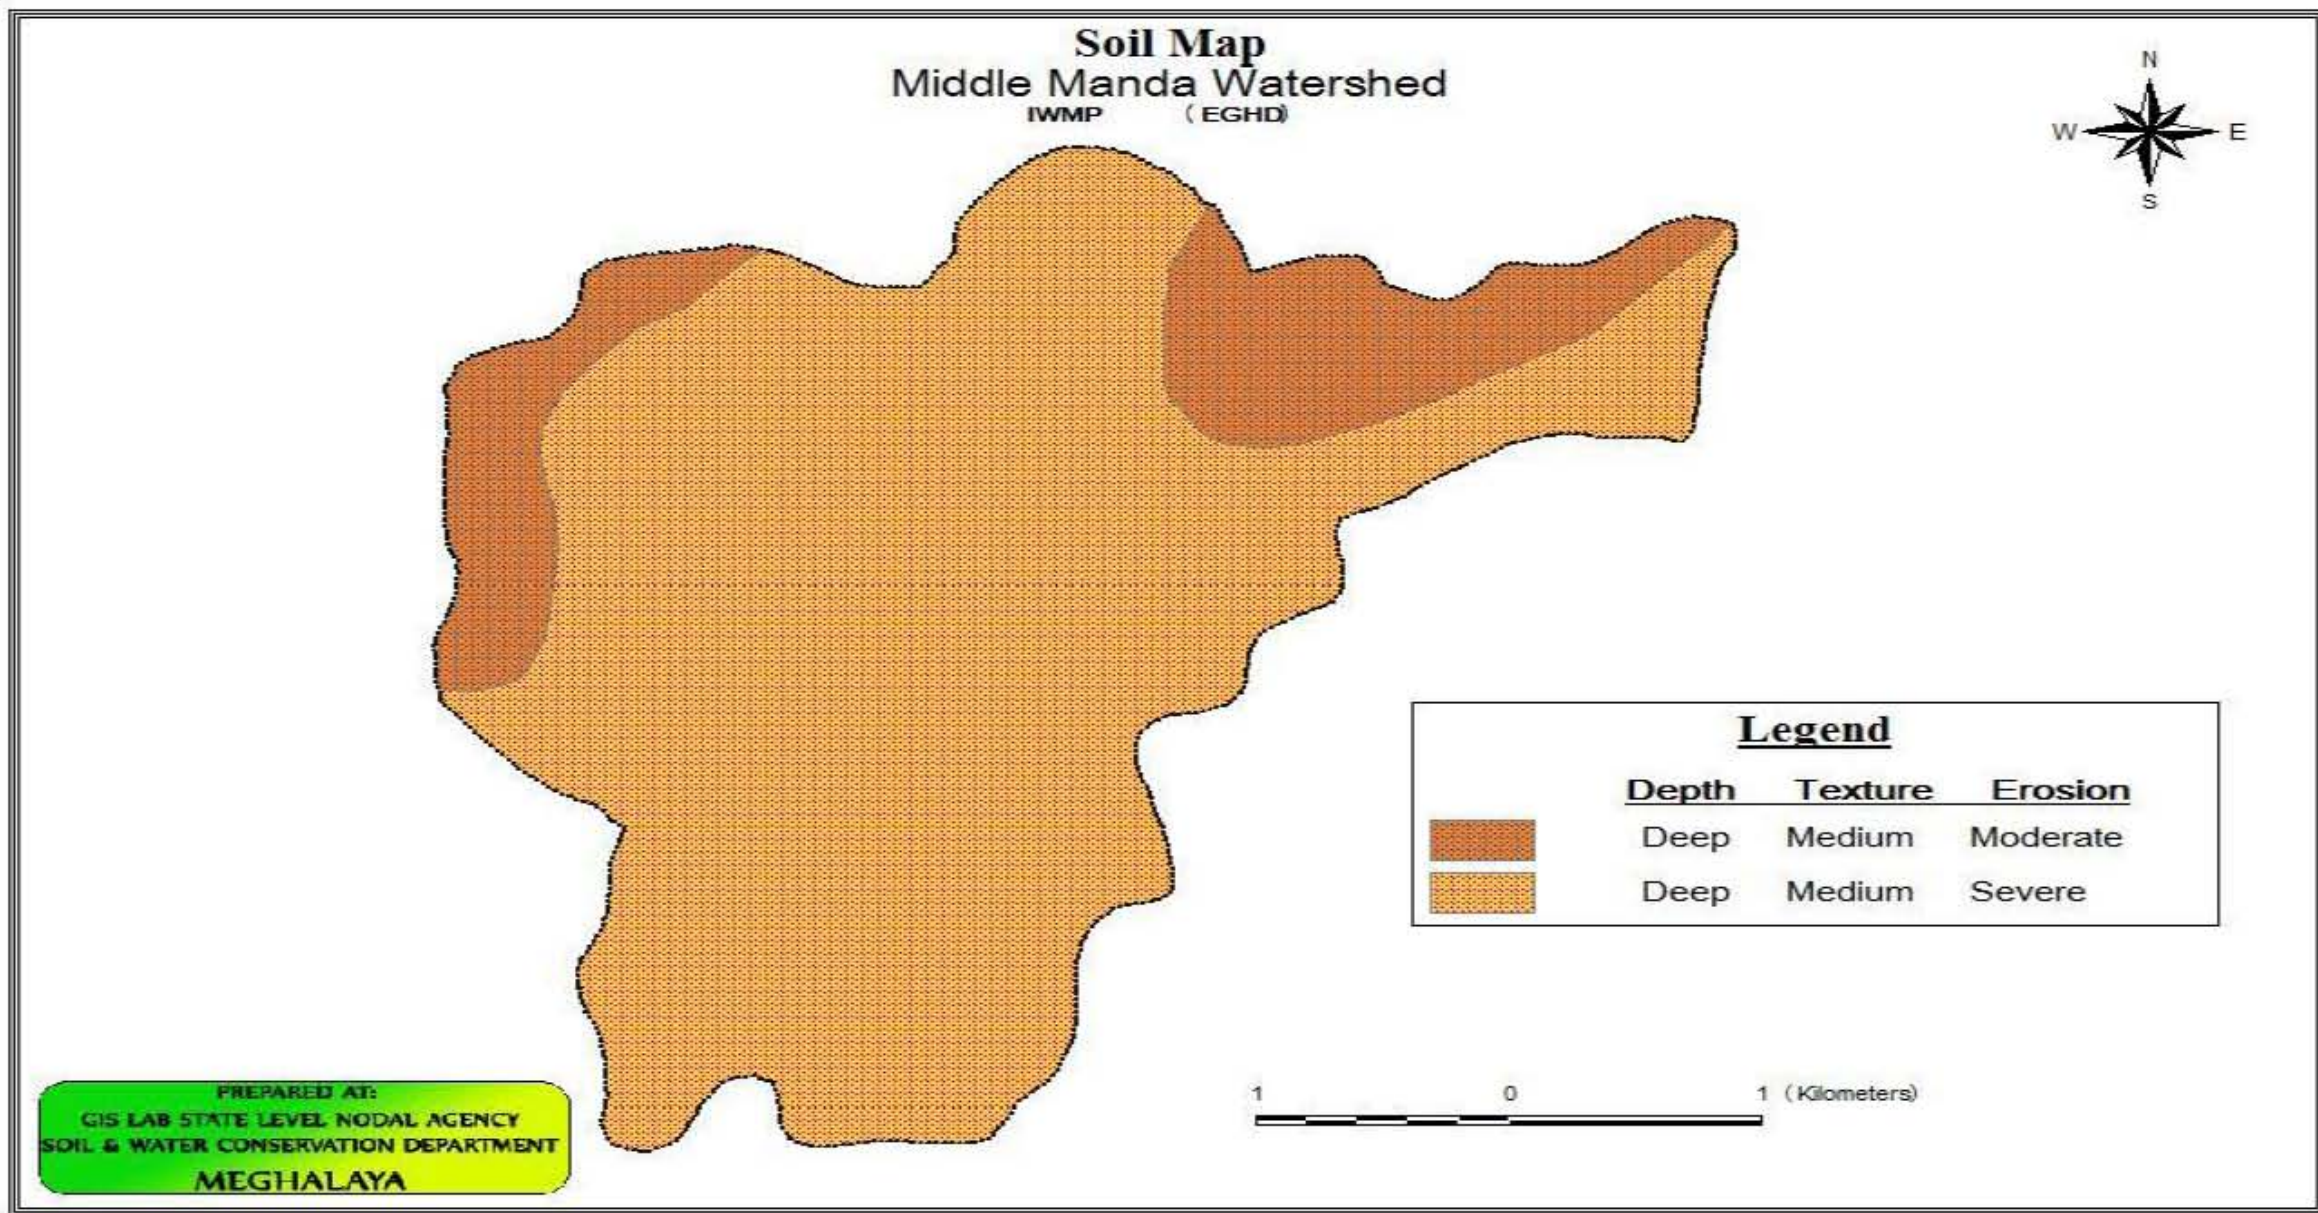 Soil Map
Middle Manda Watershed
IWMP ( EGHD)
N
W E
S
Legend
Depth Texture Erosion
Deep Medium Moderate
Deep Medium Severe
1 0 1 (Kilometers)
PREPARED AT:
GIS LAB STATE LEVEL NODAL AGENCY
SOIL & WATER CONSERVATION DEPARTMENT
MEGHALAYA